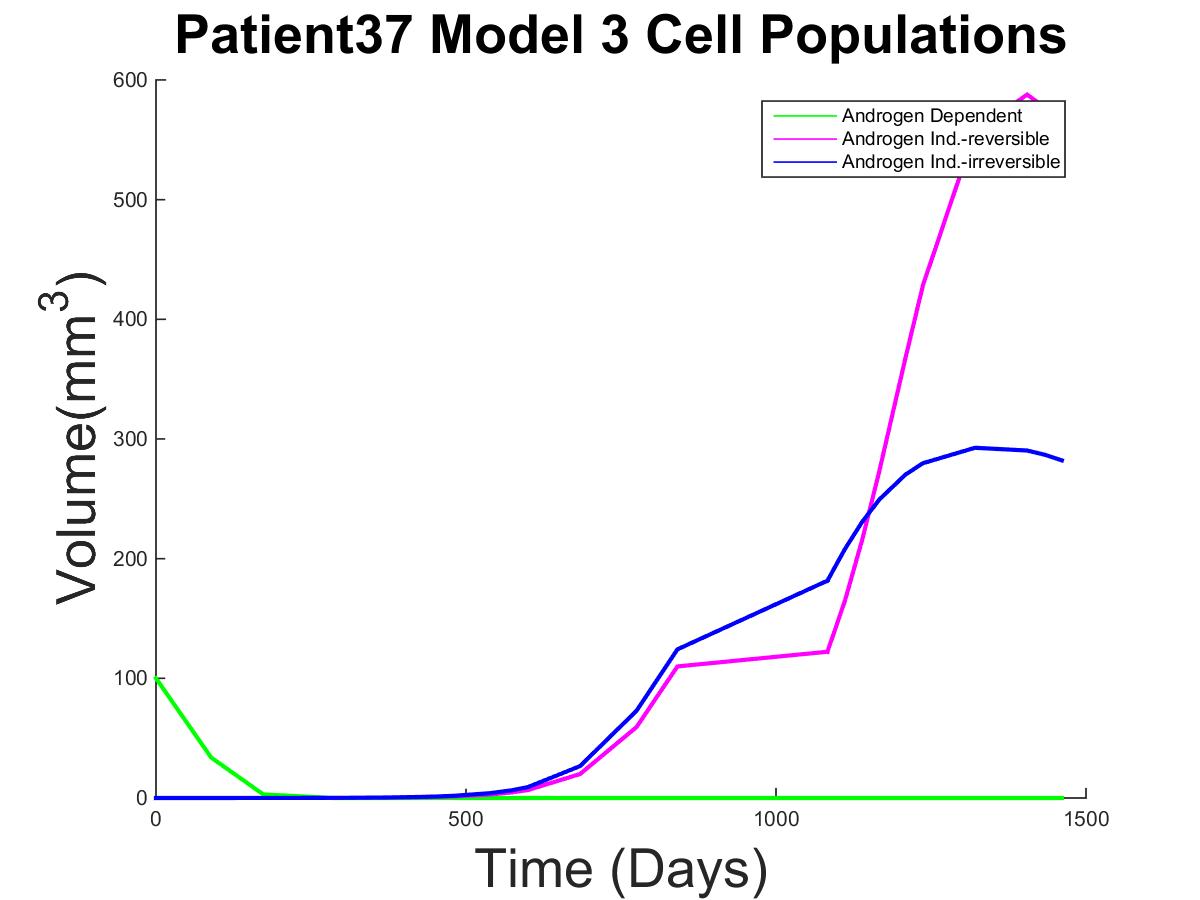 Patient37 Model 3 Cell Populations
600
500
400
300
200
100
0
Volume(mm³)
Androgen Dependent
Androgen Ind.-reversible
Androgen Ind.-irreversible
0 500 1000 1500
Time (Days)